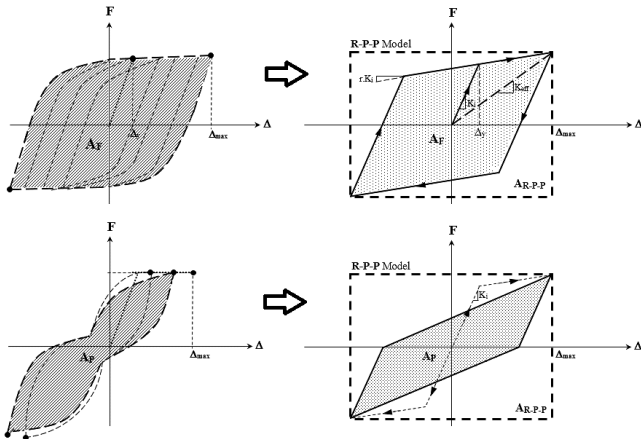 F
Δ
A_F
Δ_y
Δ_max
F
R-P-P Model
r.K_i
K_i
K_eff
Δ
A_F
Δ_y
Δ_max
A_R-P-P
F
Δ
A_P
Δ_max
F
R-P-P Model
K_i
Δ
A_P
Δ_max
A_R-P-P